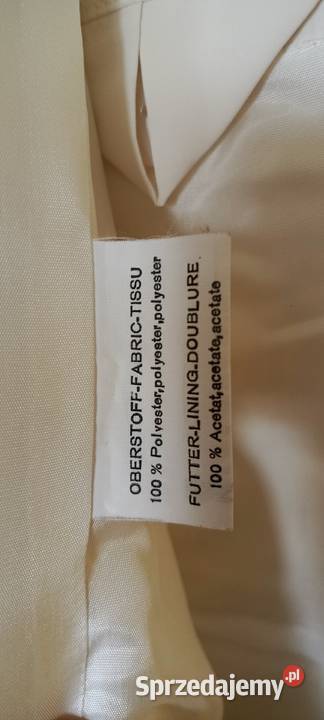 OBERSTOFF-FABRIC-TISSU
100 % Polyester,polyester,polyester
FUTTER-LINING-DOUBLURE
100 % Acetat,acetate,acetate
Sprzedajemy.pl